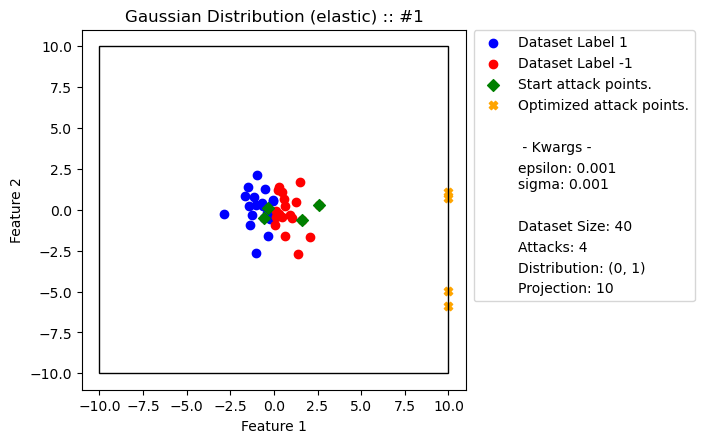 Gaussian Distribution (elastic) :: #1
10.0
7.5
5.0
2.5
0.0
−2.5
−5.0
−7.5
−10.0
Feature 2
−10.0 −7.5 −5.0 −2.5 0.0 2.5 5.0 7.5 10.0
Feature 1
Dataset Label 1
Dataset Label -1
Start attack points.
Optimized attack points.
- Kwargs -
epsilon: 0.001
sigma: 0.001
Dataset Size: 40
Attacks: 4
Distribution: (0, 1)
Projection: 10